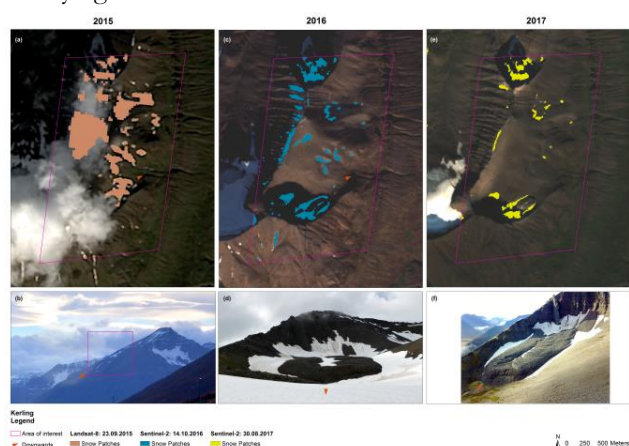 2015
2016
2017
(a)
(c)
(e)
(b)
(d)
(f)
Kerling
Legend
Area of interest
Landsat-8: 23.09.2015
Sentinel-2: 14.10.2016
Sentinel-2: 30.08.2017
Downwards
Snow Patches
Snow Patches
Snow Patches
N
0 250 500 Meters